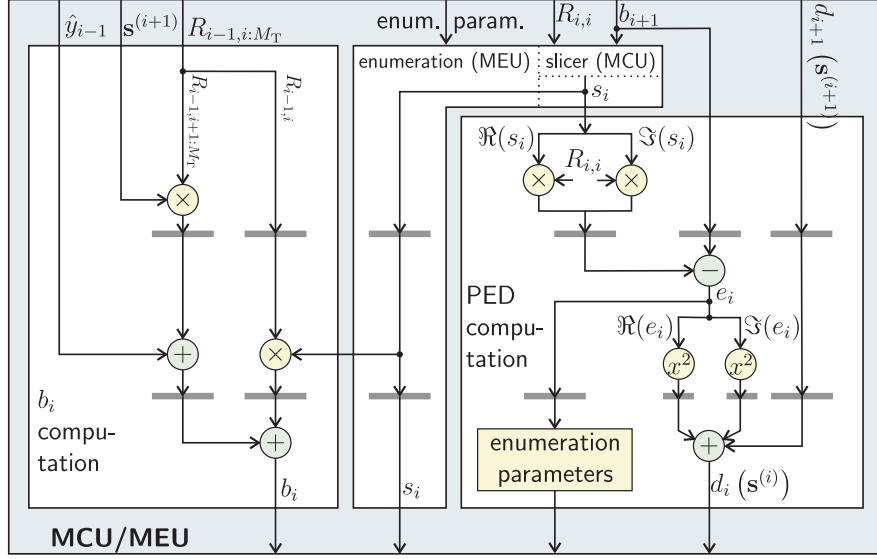 ŷ_{i−1} s^{(i+1)} R_{i−1,i:M_T} enum. param. R_{i,i} b_{i+1} d_{i+1} (s^{(i+1)})
enumeration (MEU) slicer (MCU)
R_{i−1,i+1:M_T} R_{i−1,i} s_i
ℜ(s_i) ℑ(s_i)
R_{i,i}
× ×
×
−
e_i
PED
compu-
tation
ℜ(e_i) ℑ(e_i)
+ × x² x²
b_i
compu-
tation
+ +
enumeration
parameters
b_i s_i d_i (s^{(i)})
MCU/MEU